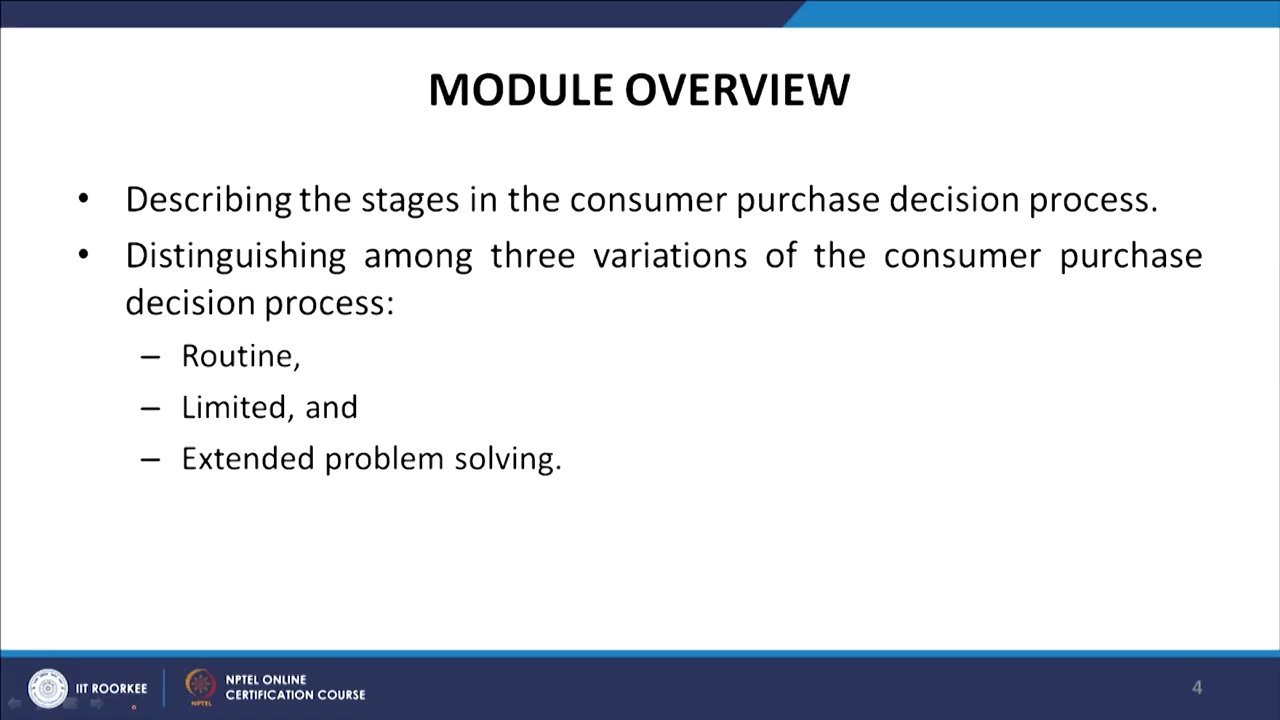 MODULE OVERVIEW
• Describing the stages in the consumer purchase decision process.
• Distinguishing among three variations of the consumer purchase
decision process:
– Routine,
– Limited, and
– Extended problem solving.
IIT ROORKEE
NPTEL
NPTEL ONLINE
CERTIFICATION COURSE
4